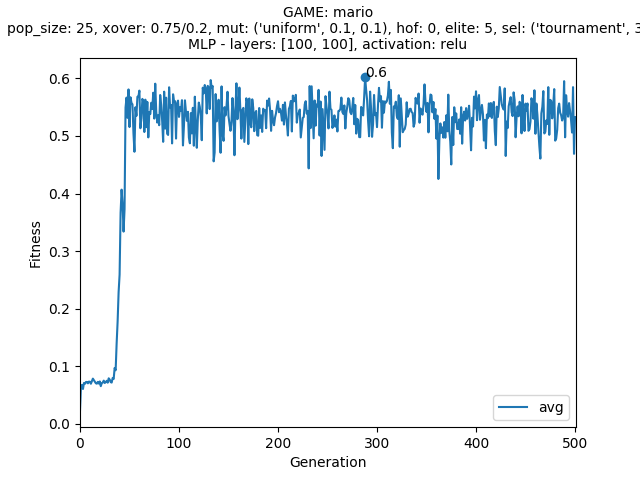 GAME: mario
pop_size: 25, xover: 0.75/0.2, mut: ('uniform', 0.1, 0.1), hof: 0, elite: 5, sel: ('tournament', 3
MLP - layers: [100, 100], activation: relu
0.6
0.6
0.5
0.4
0.3
0.2
0.1
0.0
Fitness
avg
0 100 200 300 400 500
Generation